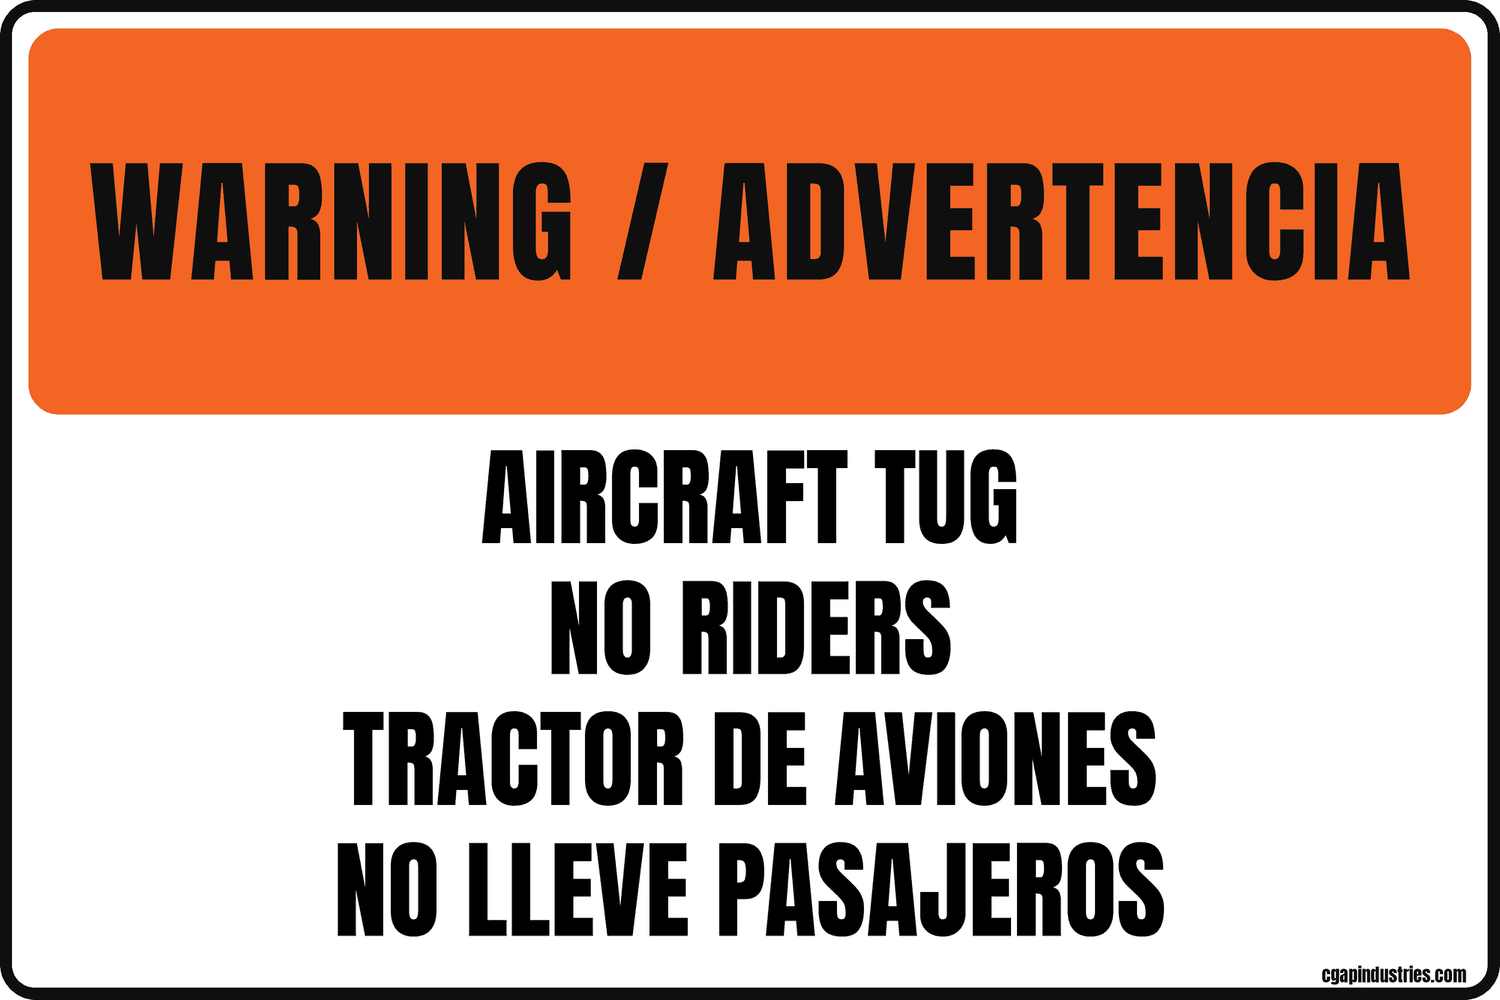 WARNING / ADVERTENCIA
AIRCRAFT TUG
NO RIDERS
TRACTOR DE AVIONES
NO LLEVE PASAJEROS
cgapindustries.com